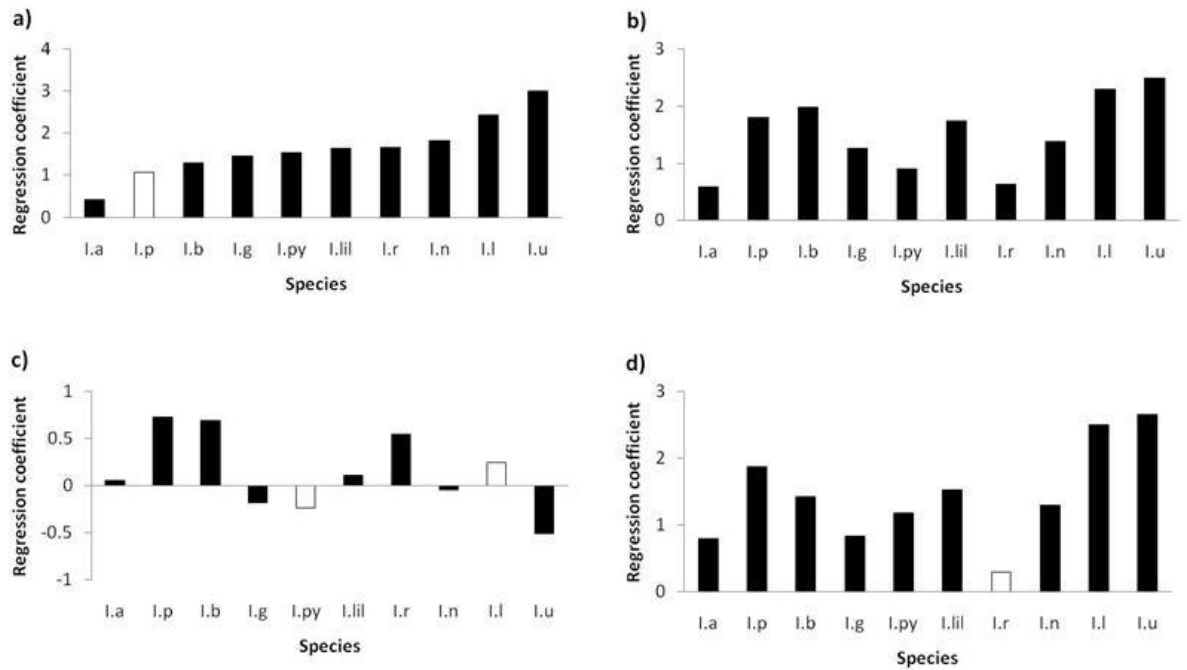 a)
Regression coefficient
4
3
2
1
0
I.a I.p I.b I.g I.py I.lil I.r I.n I.l I.u
Species
b)
Regression coefficient
3
2
1
0
I.a I.p I.b I.g I.py I.lil I.r I.n I.l I.u
Species
c)
Regression coefficient
1
0.5
0
-0.5
-1
I.a I.p I.b I.g I.py I.lil I.r I.n I.l I.u
Species
d)
Regression coefficient
3
2
1
0
I.a I.p I.b I.g I.py I.lil I.r I.n I.l I.u
Species